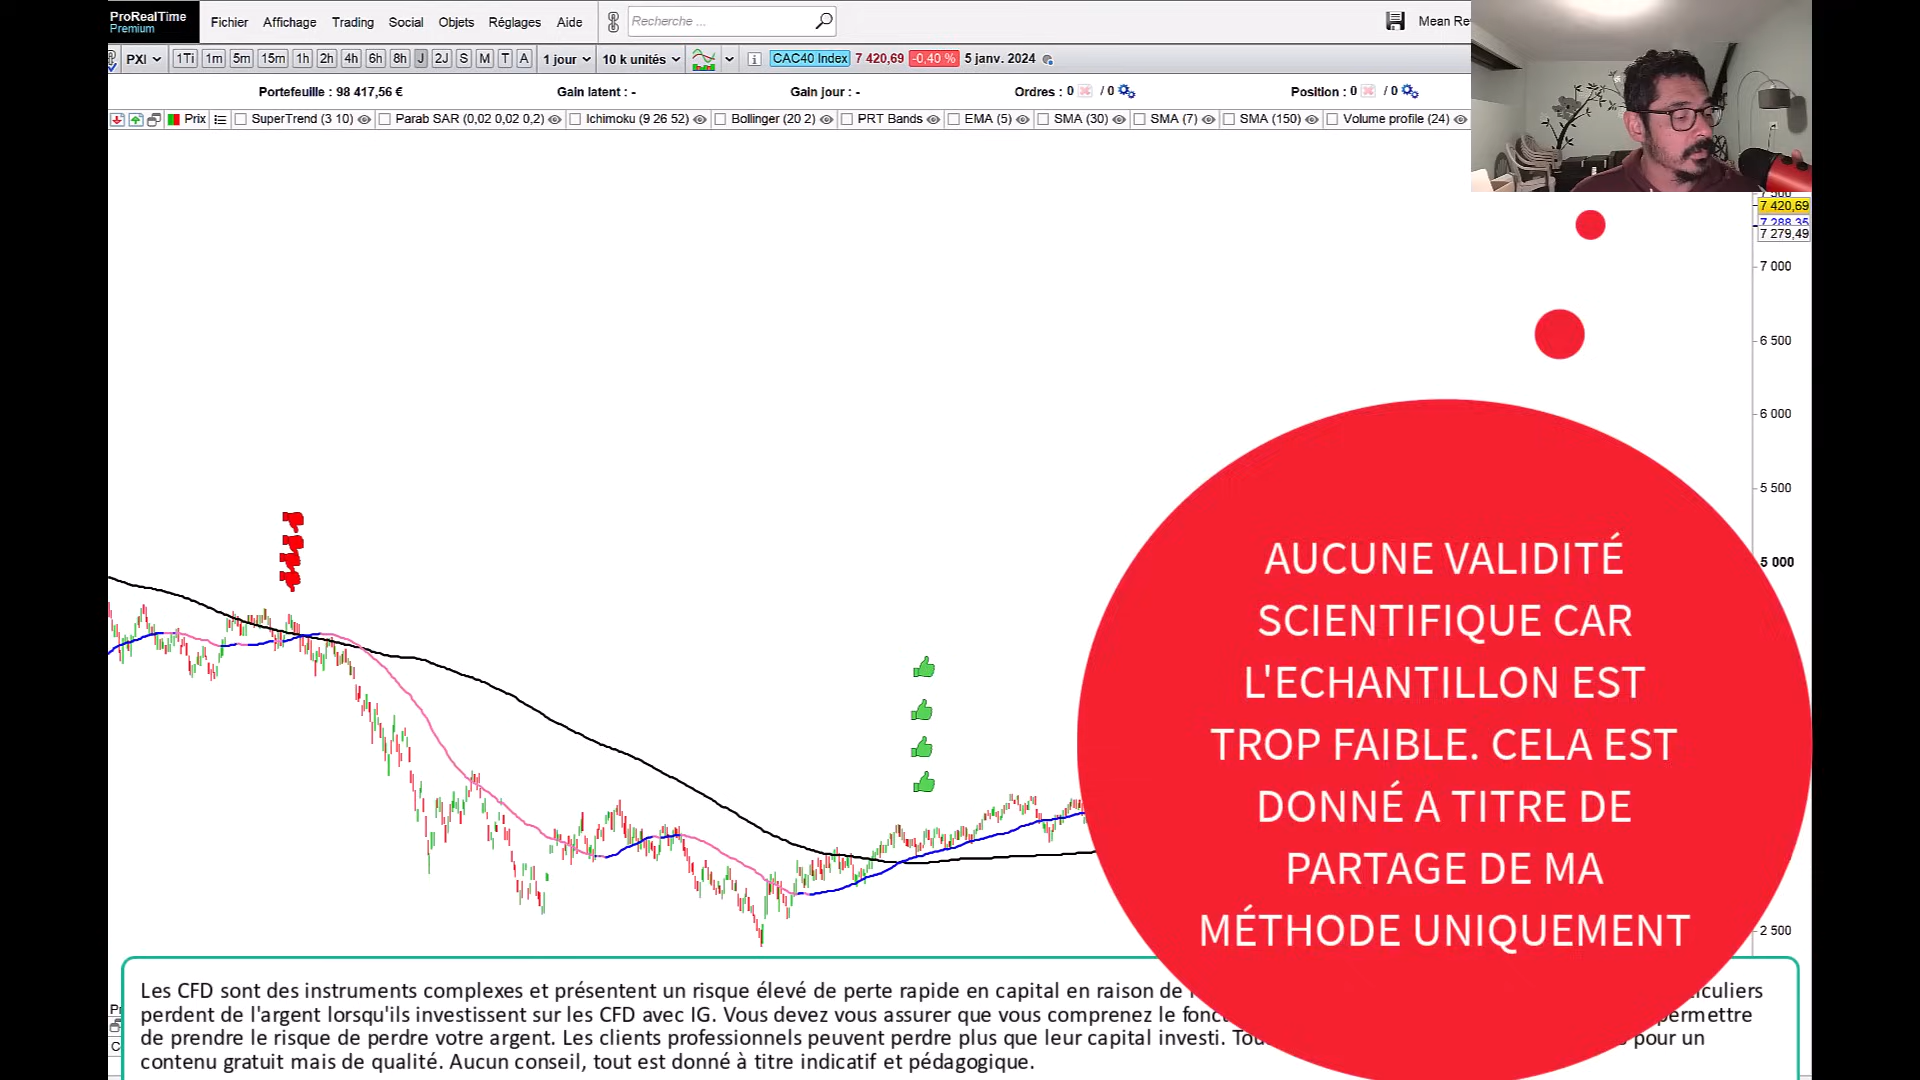 ProRealTime
Premium
Fichier Affichage Trading Social Objets Réglages Aide
Recherche ...
Mean Re
PXI 1Ti 1m 5m 15m 1h 2h 4h 6h 8h J 2J S M T A 1 jour 10 k unités CAC40 Index 7 420,69 -0,40 % 5 janv. 2024
Portefeuille : 98 417,56 € Gain latent : - Gain jour : - Ordres : 0 / 0 Position : 0 / 0
Prix SuperTrend (3 10) Parab SAR (0,02 0,02 0,2) Ichimoku (9 26 52) Bollinger (20 2) PRT Bands EMA (5) SMA (30) SMA (7) SMA (150) Volume profile (24)
7 420,69
7 288,35
7 279,49
7 000
6 500
6 000
5 500
5 000
2 500
AUCUNE VALIDITÉ
SCIENTIFIQUE CAR
L'ECHANTILLON EST
TROP FAIBLE. CELA EST
DONNÉ A TITRE DE
PARTAGE DE MA
MÉTHODE UNIQUEMENT
Les CFD sont des instruments complexes et présentent un risque élevé de perte rapide en capital en raison de iculiers
perdent de l'argent lorsqu'ils investissent sur les CFD avec IG. Vous devez vous assurer que vous comprenez le fonc permettre
de prendre le risque de perdre votre argent. Les clients professionnels peuvent perdre plus que leur capital investi. Tou pour un
contenu gratuit mais de qualité. Aucun conseil, tout est donné à titre indicatif et pédagogique.